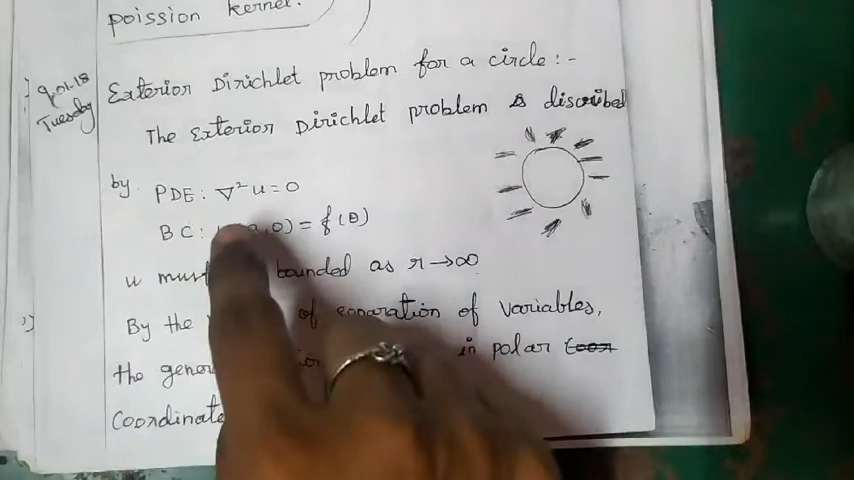 poission kernel.
9.01.18
Tuesday
Exterior Dirichlet problem for a circle :-
The Exterior Dirichlet problem is discribed
by PDE : ∇²u = 0
BC : θ) = f(θ)
u must bounded as r → ∞
By the of separation of variables,
the in polar
Coordinate